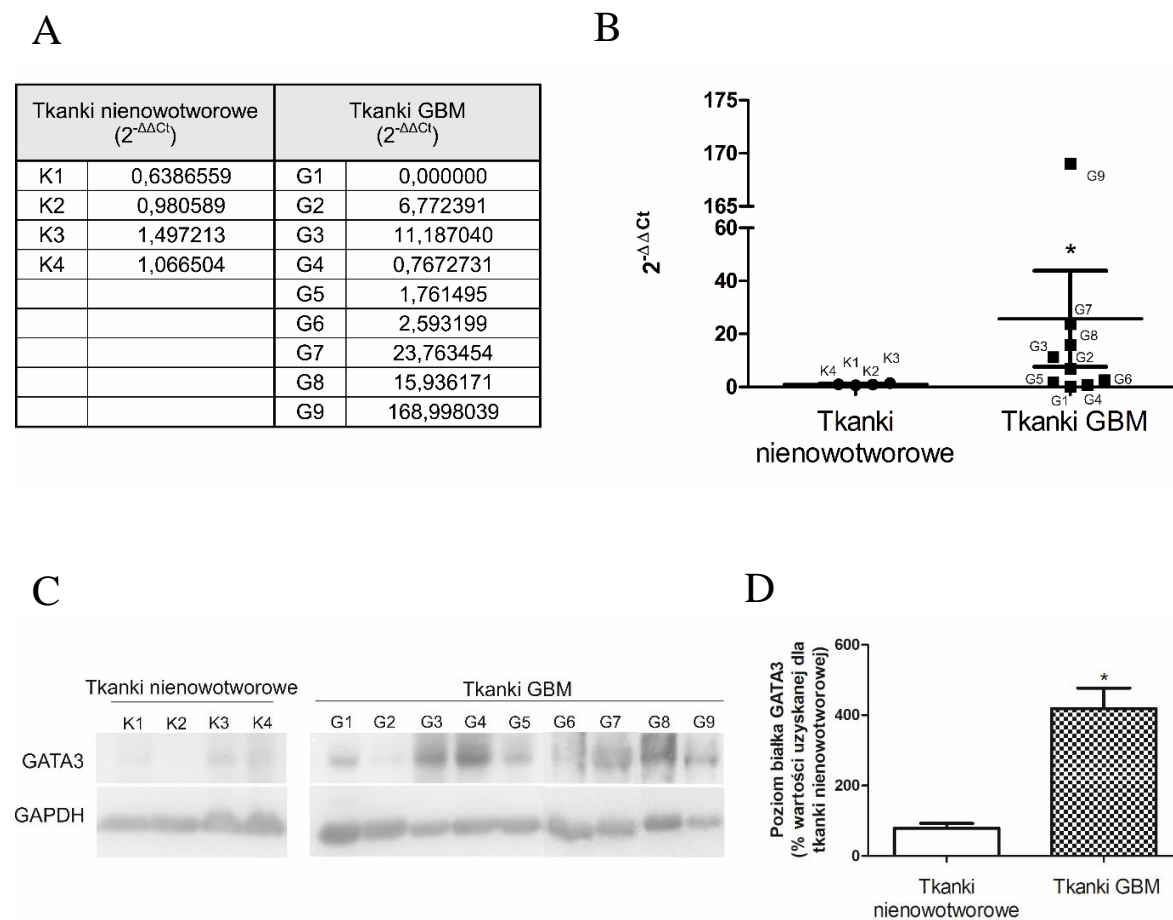 A
Tkanki nienowotworowe
(2-ΔΔCt)
Tkanki GBM
(2-ΔΔCt)
K1 0,6386559 G1 0,000000
K2 0,980589 G2 6,772391
K3 1,497213 G3 11,187040
K4 1,066504 G4 0,7672731
G5 1,761495
G6 2,593199
G7 23,763454
G8 15,936171
G9 168,998039
B
2-ΔΔCt
175
170
165
60
40
20
0
G9
*
G7
G8
G3
G2
G5
G6
G1
G4
K4
K1
K2
K3
Tkanki
nienowotworowe
Tkanki GBM
C
Tkanki nienowotworowe
Tkanki GBM
K1 K2 K3 K4 G1 G2 G3 G4 G5 G6 G7 G8 G9
GATA3
GAPDH
D
Poziom białka GATA3
(% wartości uzyskanej dla
tkanki nienowotworowej)
600
400
200
0
*
Tkanki
nienowotworowe
Tkanki GBM